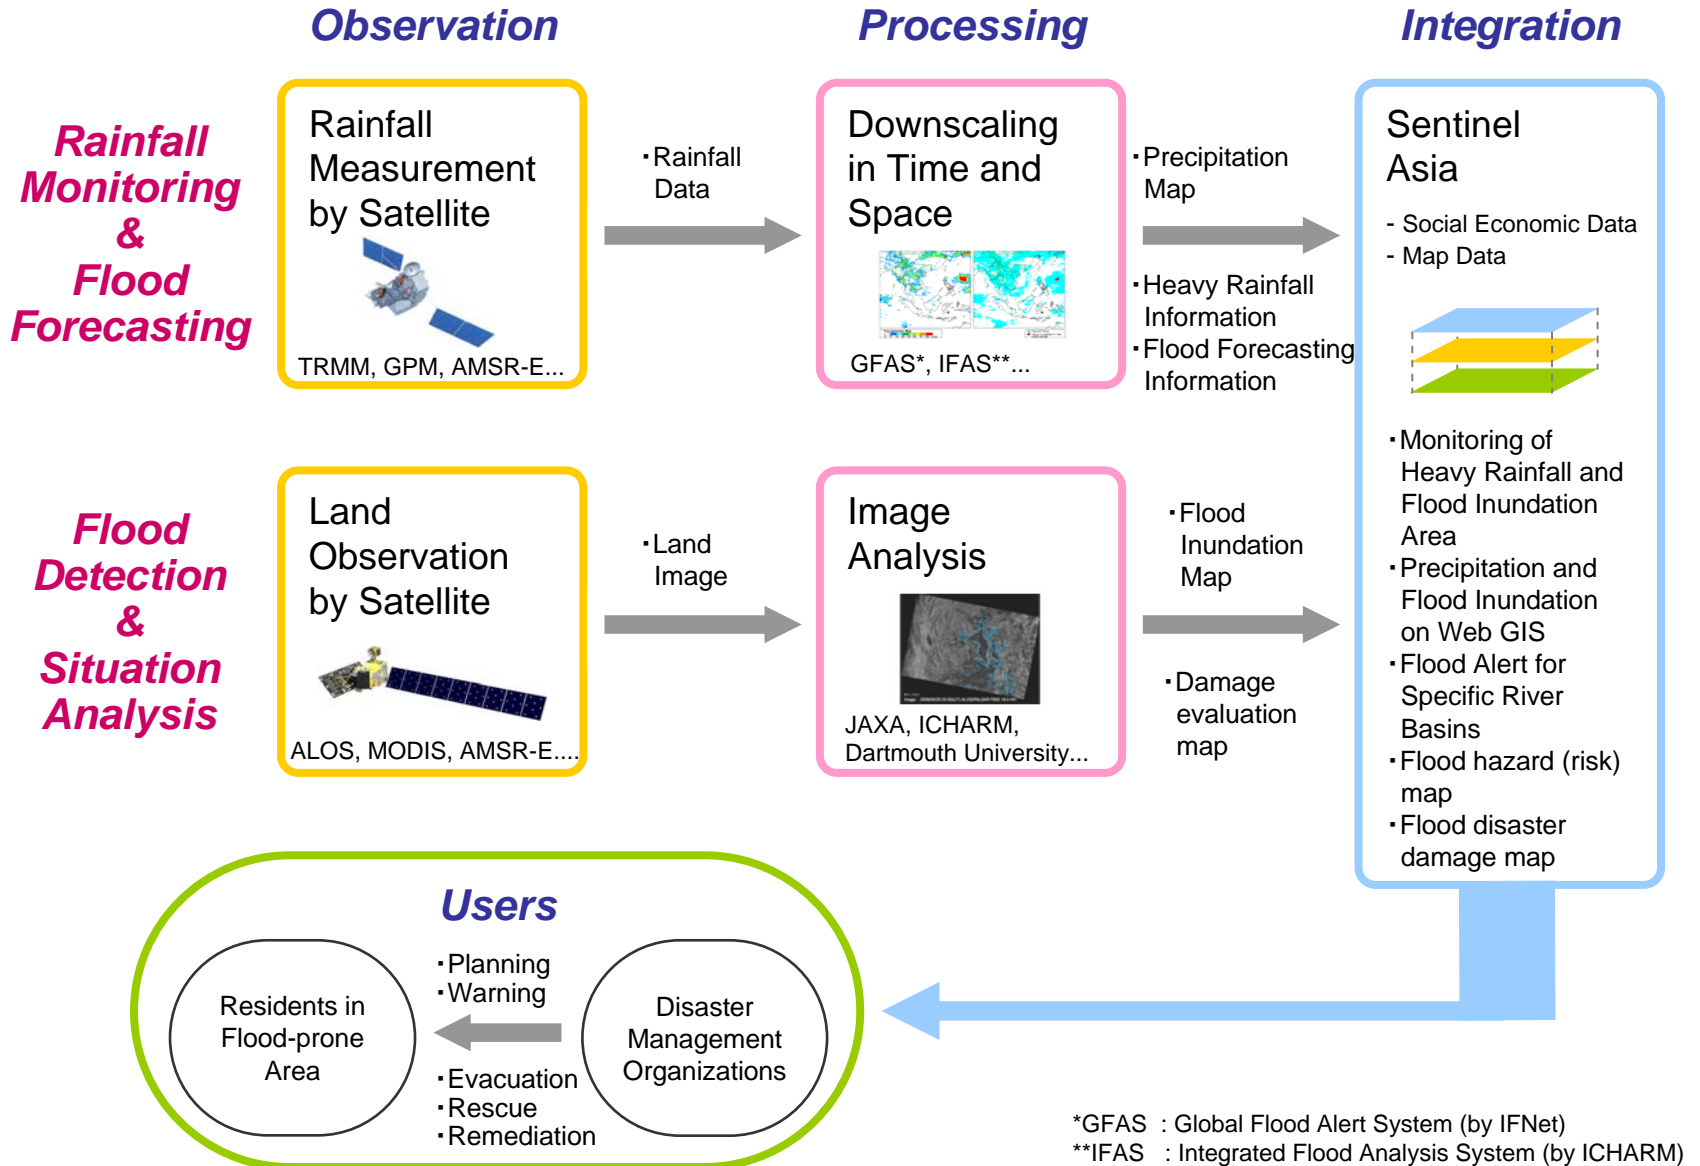 Observation
Processing
Integration
Rainfall
Monitoring
&
Flood
Forecasting
Rainfall
Measurement
by Satellite
TRMM, GPM, AMSR-E...
・Rainfall
Data
Downscaling
in Time and
Space
GFAS*, IFAS**...
・Precipitation
Map
・Heavy Rainfall
Information
・Flood Forecasting
Information
Sentinel
Asia
- Social Economic Data
- Map Data
・Monitoring of
Heavy Rainfall and
Flood Inundation
Area
・Precipitation and
Flood Inundation
on Web GIS
・Flood Alert for
Specific River
Basins
・Flood hazard (risk)
map
・Flood disaster
damage map
Flood
Detection
&
Situation
Analysis
Land
Observation
by Satellite
ALOS, MODIS, AMSR-E....
・Land
Image
Image
Analysis
JAXA, ICHARM,
Dartmouth University...
・Flood
Inundation
Map
・Damage
evaluation
map
Users
Residents in
Flood-prone
Area
・Planning
・Warning
・Evacuation
・Rescue
・Remediation
Disaster
Management
Organizations
*GFAS : Global Flood Alert System (by IFNet)
**IFAS : Integrated Flood Analysis System (by ICHARM)